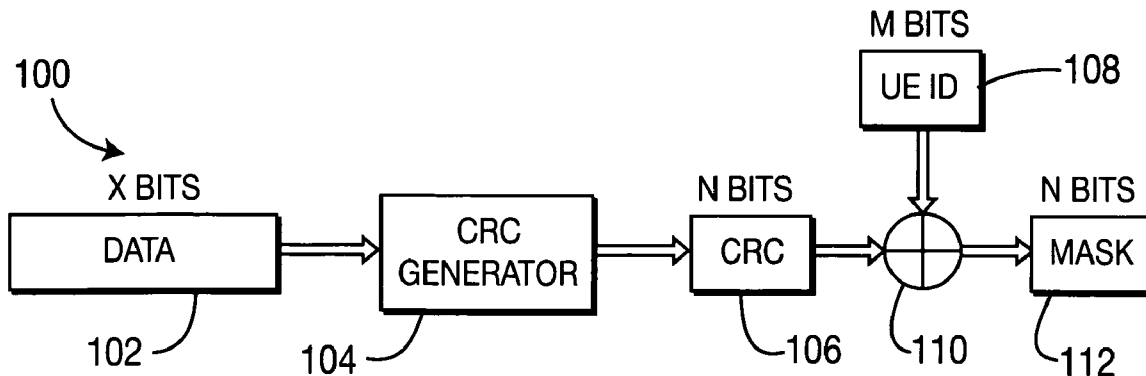 M BITS
100
UE ID
108
X BITS
N BITS
N BITS
DATA
CRC
GENERATOR
CRC
MASK
102
104
106
110
112